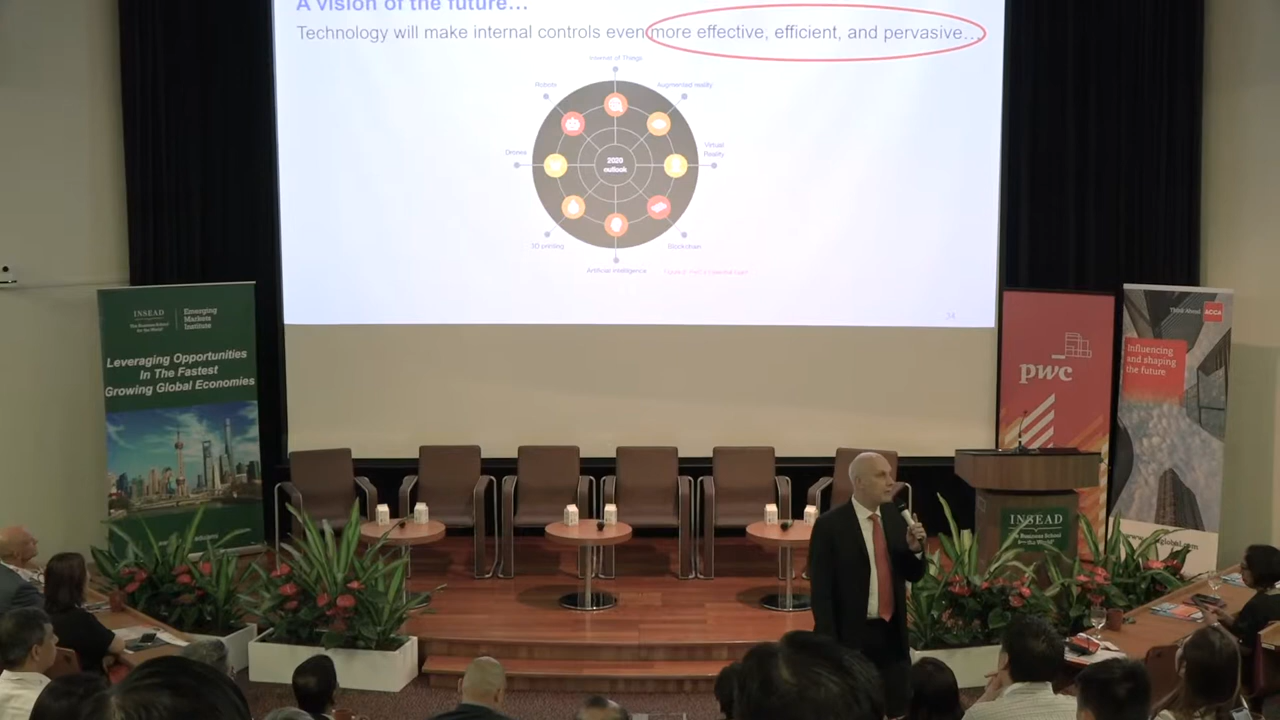 A vision of the future...
Technology will make internal controls even more effective, efficient, and pervasive...
Internet of Things
Robots
Augmented reality
Drones
Virtual
Reality
2020
outlook
3D printing
Blockchain
Artificial intelligence
34
INSEAD
The Business School
for the World
Emerging
Markets
Institute
Leveraging Opportunities
In The Fastest
Growing Global Economies
pwc
Think Ahead
ACCA
Influencing
and shaping
the future
INSEAD
The Business School
for the World